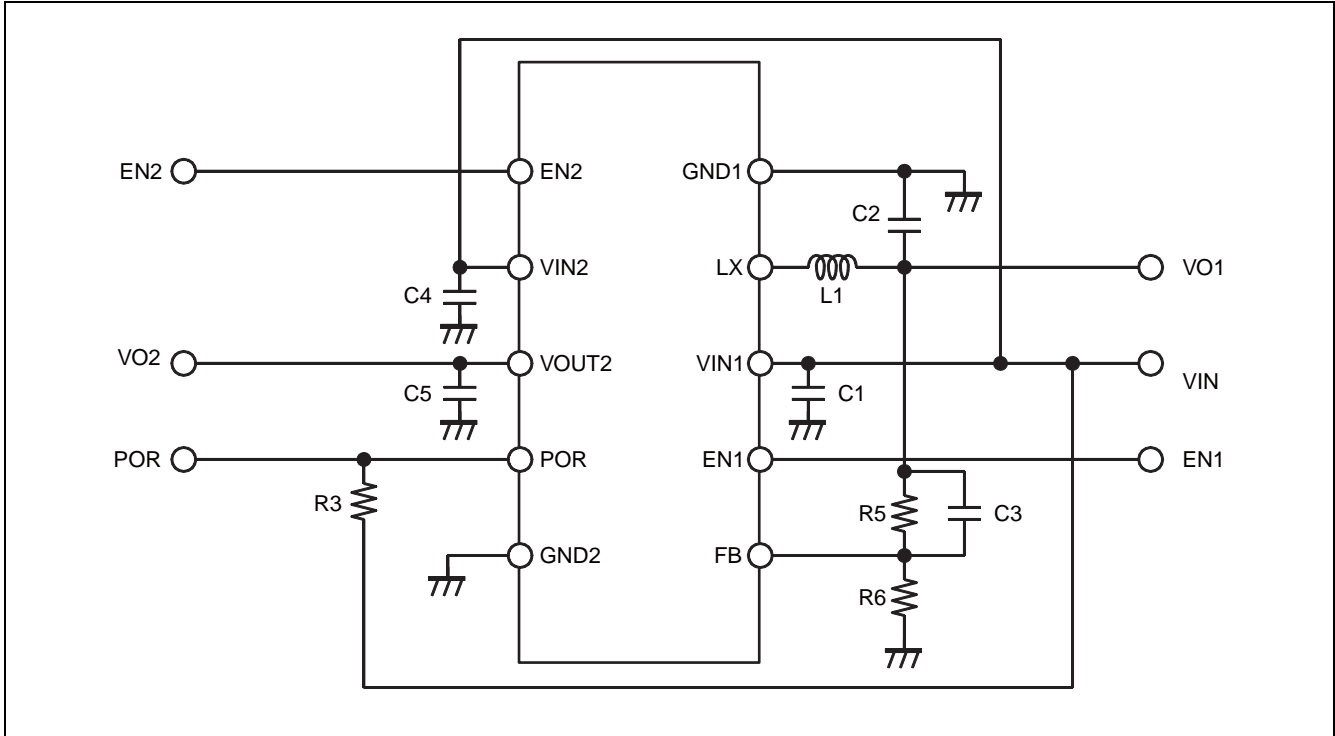 EN2
EN2
GND1
C2
VIN2
LX
VO1
C4
L1
VO2
VOUT2
VIN1
VIN
C5
C1
POR
POR
EN1
EN1
R3
R5
C3
GND2
FB
R6